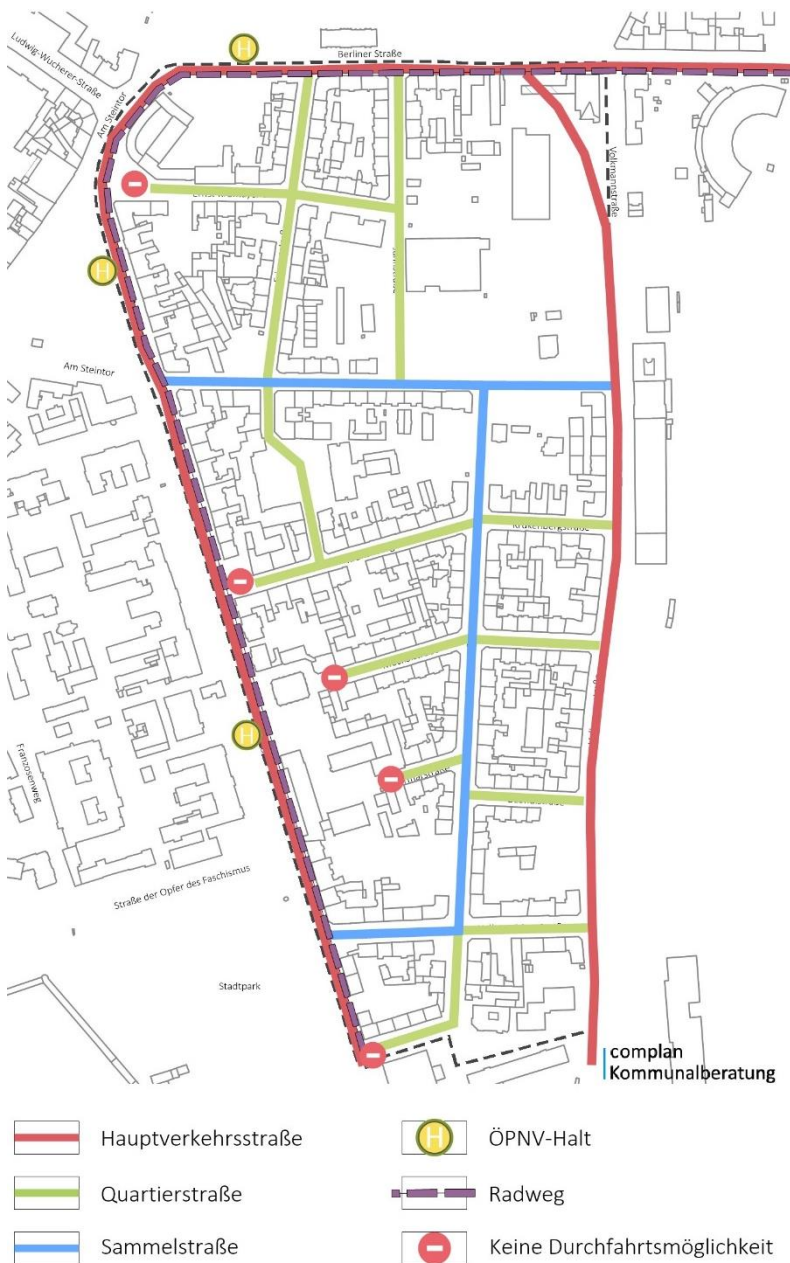 Berliner Straße
Ludwig-Wucherer-Straße
Am Steintor
H
Volkmannstraße
H
Am Steintor
Krukenbergstraße
H
Franzosenweg
Straße der Opfer des Faschismus
Stadtpark
complan
Kommunalberatung
Hauptverkehrsstraße
H ÖPNV-Halt
Quartierstraße
Radweg
Sammelstraße
Keine Durchfahrtsmöglichkeit